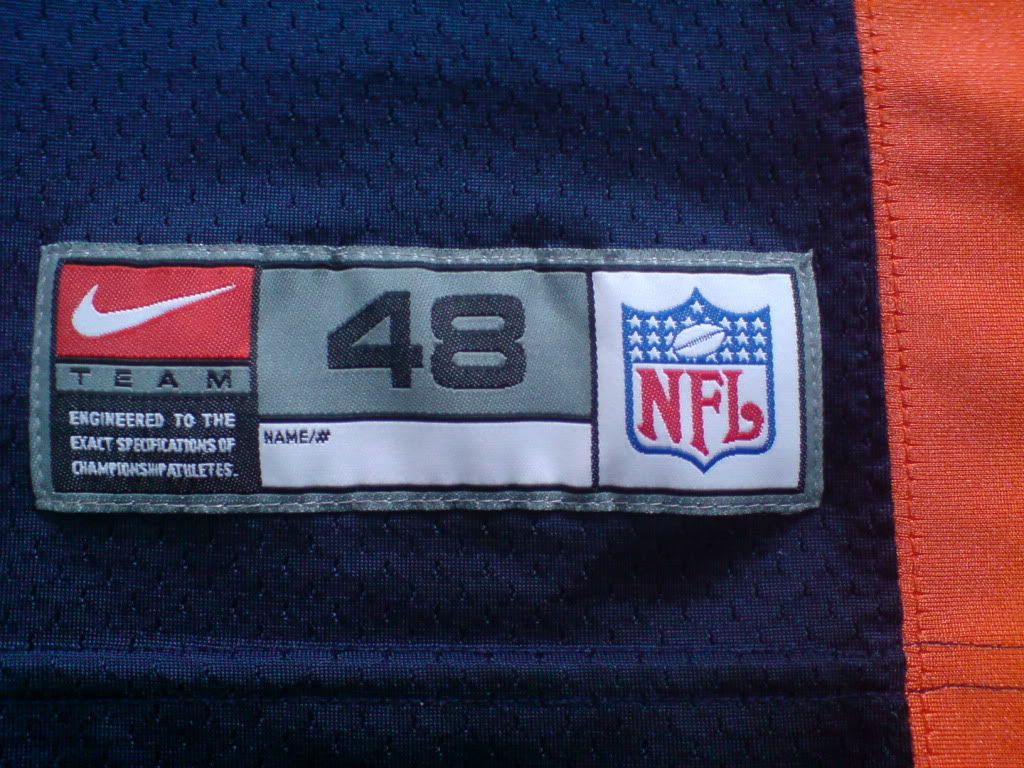 TEAM
ENGINEERED TO THE
EXACT SPECIFICATIONS OF
CHAMPIONSHIP ATHLETES.
48
NAME/#
NFL